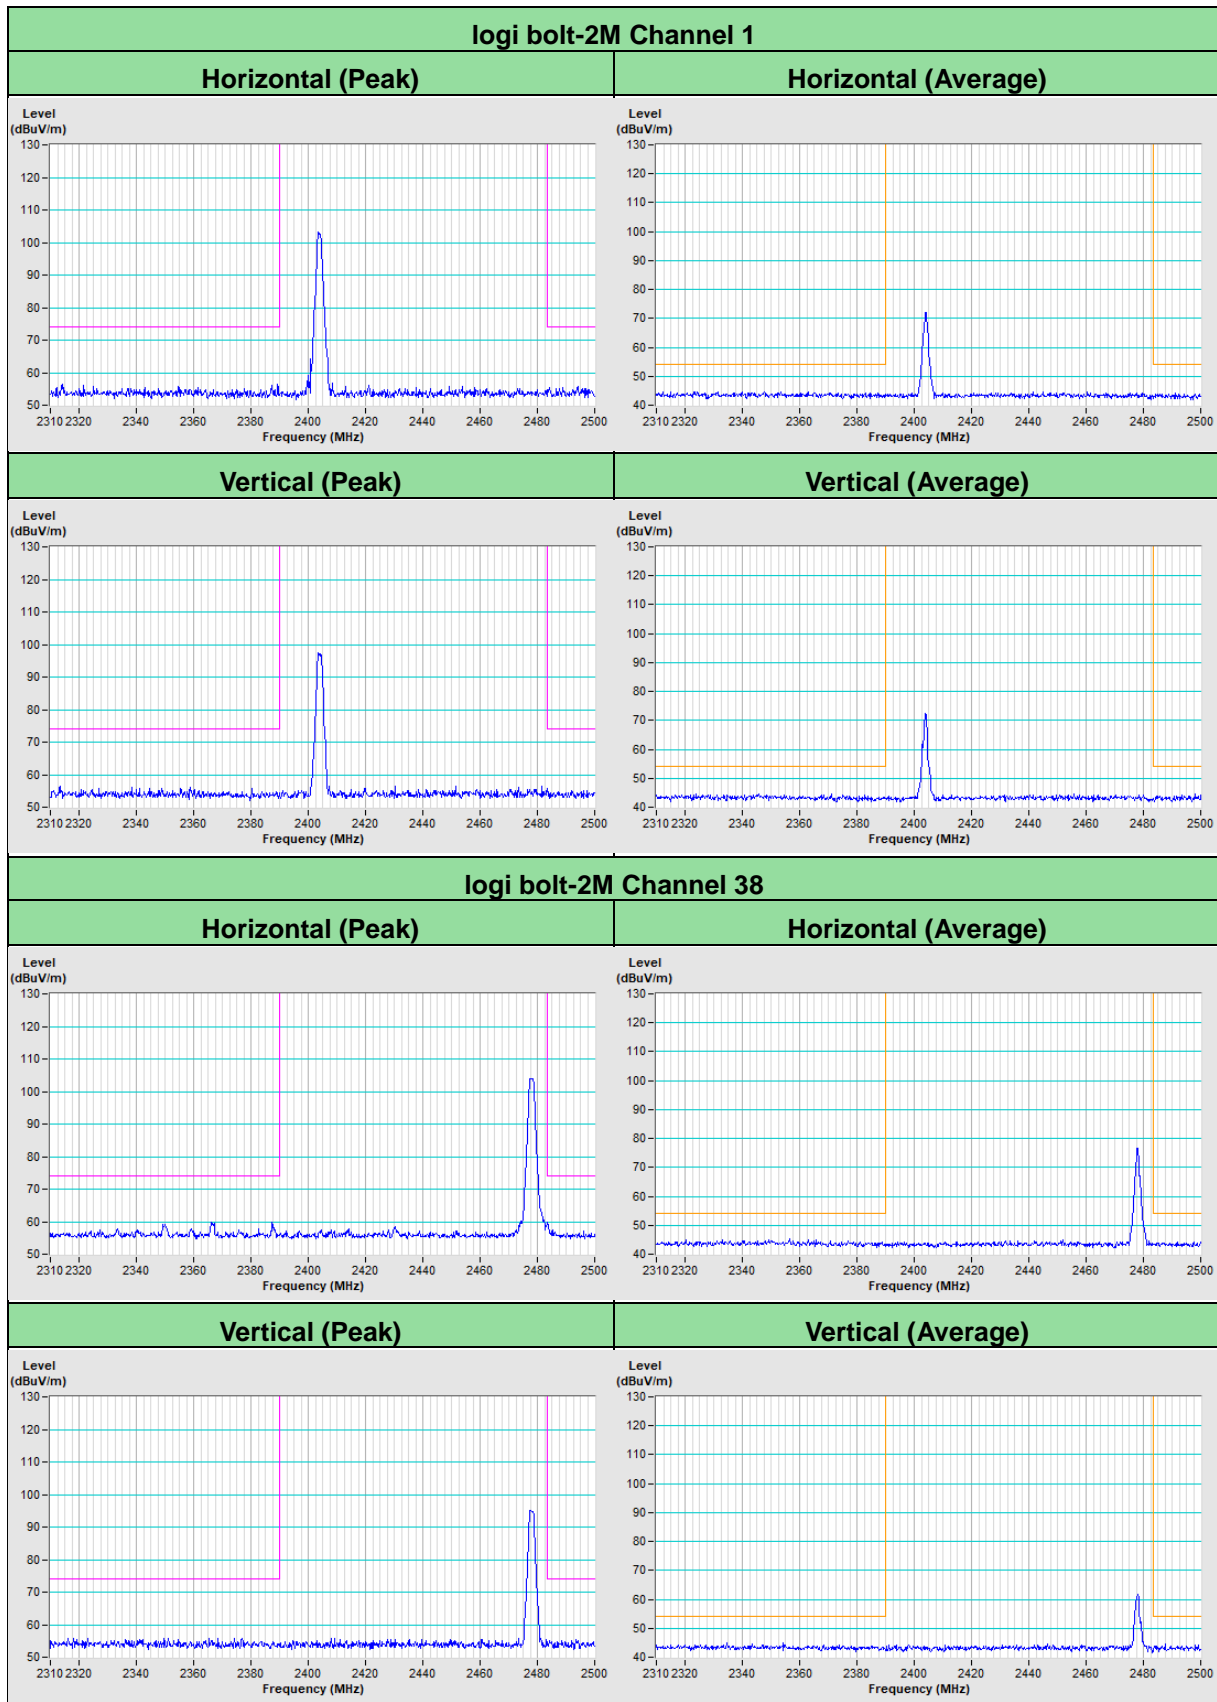 logi bolt-2M Channel 1
Horizontal (Peak) Horizontal (Average)
Level Level
(dBuV/m) (dBuV/m)
130 130
120 120
110 110
100 100
90 90
80 80
70 70
60 60
50 50
40
2310 2320 2340 2360 2380 2400 2420 2440 2460 2480 2500 2310 2320 2340 2360 2380 2400 2420 2440 2460 2480 2500
Frequency (MHz) Frequency (MHz)
Vertical (Peak) Vertical (Average)
Level Level
(dBuV/m) (dBuV/m)
130 130
120 120
110 110
100 100
90 90
80 80
70 70
60 60
50 50
40
2310 2320 2340 2360 2380 2400 2420 2440 2460 2480 2500 2310 2320 2340 2360 2380 2400 2420 2440 2460 2480 2500
Frequency (MHz) Frequency (MHz)
logi bolt-2M Channel 38
Horizontal (Peak) Horizontal (Average)
Level Level
(dBuV/m) (dBuV/m)
130 130
120 120
110 110
100 100
90 90
80 80
70 70
60 60
50 50
40
2310 2320 2340 2360 2380 2400 2420 2440 2460 2480 2500 2310 2320 2340 2360 2380 2400 2420 2440 2460 2480 2500
Frequency (MHz) Frequency (MHz)
Vertical (Peak) Vertical (Average)
Level Level
(dBuV/m) (dBuV/m)
130 130
120 120
110 110
100 100
90 90
80 80
70 70
60 60
50 50
40
2310 2320 2340 2360 2380 2400 2420 2440 2460 2480 2500 2310 2320 2340 2360 2380 2400 2420 2440 2460 2480 2500
Frequency (MHz) Frequency (MHz)